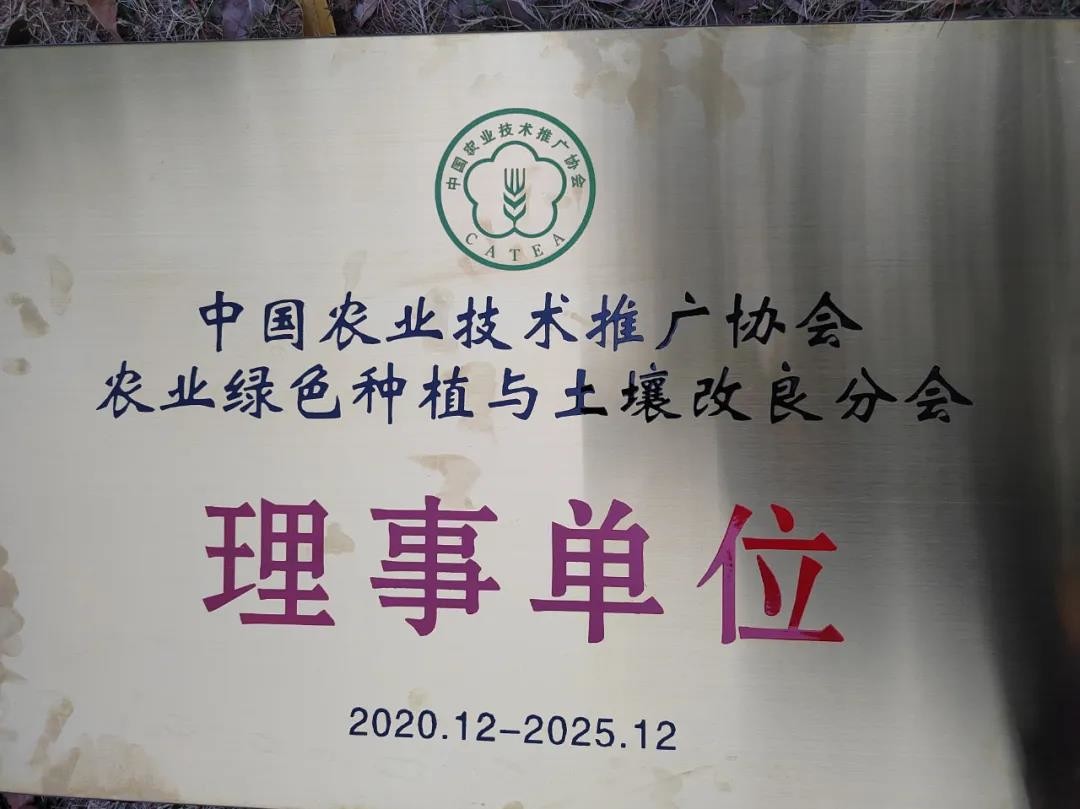 中国农业技术推广协会
CATEA
中国农业技术推广协会
农业绿色种植与土壤改良分会
理事单位
2020.12-2025.12